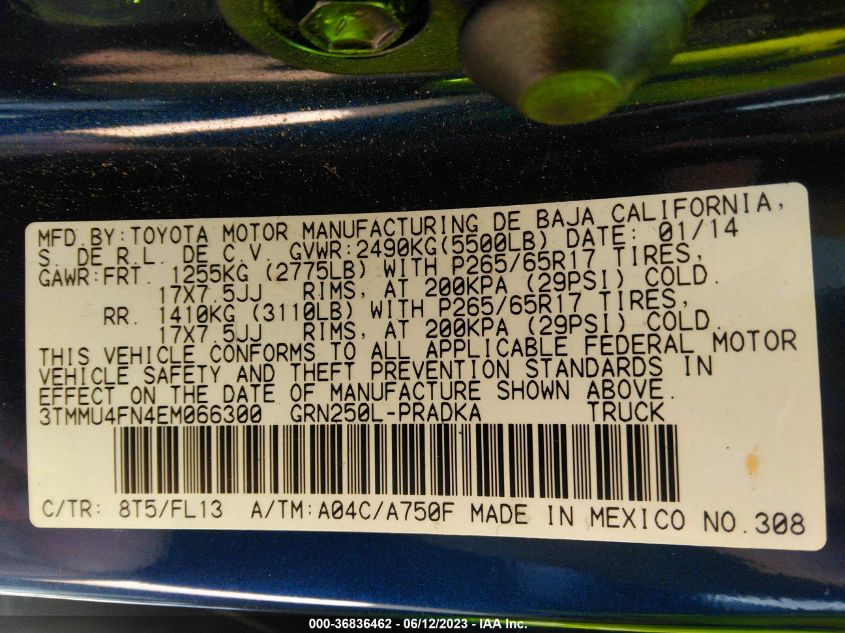 MFD.BY:TOYOTA MOTOR MANUFACTURING DE BAJA CALIFORNIA,
S. DE R.L. DE C.V. GVWR:2490KG(5500LB) DATE: 01/14
GAWR:FRT. 1255KG (2775LB) WITH P265/65R17 TIRES,
17X7.5JJ RIMS, AT 200KPA (29PSI) COLD.
RR. 1410KG (3110LB) WITH P265/65R17 TIRES,
17X7.5JJ RIMS, AT 200KPA (29PSI) COLD.
THIS VEHICLE CONFORMS TO ALL APPLICABLE FEDERAL MOTOR
VEHICLE SAFETY AND THEFT PREVENTION STANDARDS IN
EFFECT ON THE DATE OF MANUFACTURE SHOWN ABOVE.
3TMMU4FN4EM066300 GRN250L-PRADKA TRUCK
C/TR: 8T5/FL13 A/TM:A04C/A750F MADE IN MEXICO NO.308
000-36836462 - 06/12/2023 - IAA Inc.